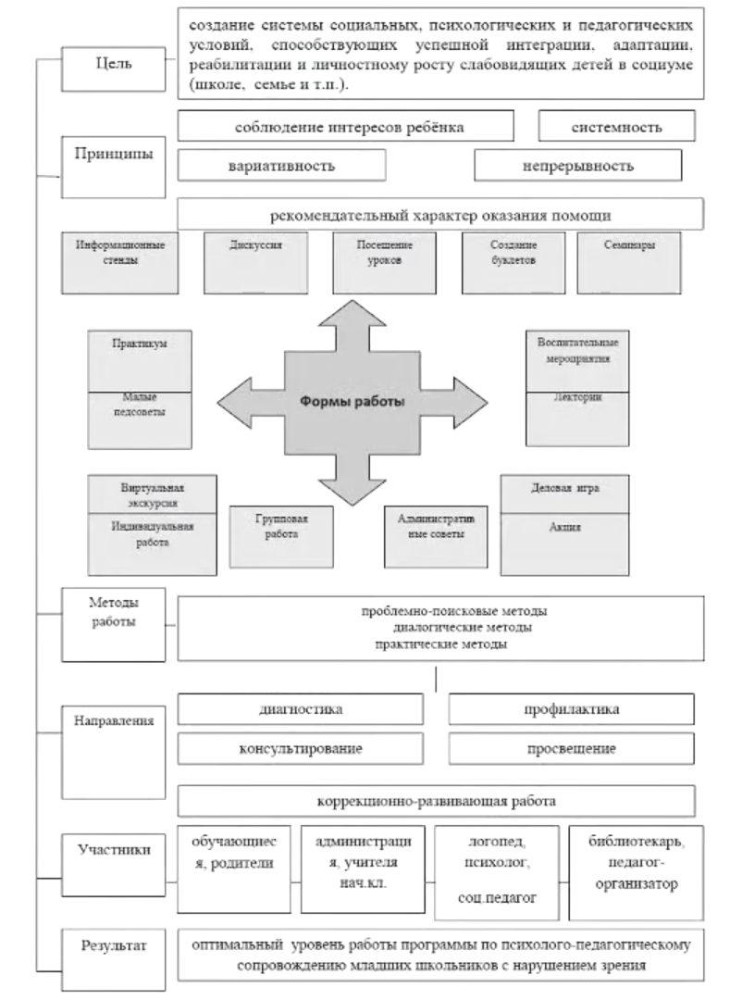 создание системы социальных, психологических и педагогических
условий, способствующих успешной интеграции, адаптации,
реабилитации и личностному росту слабовидящих детей в социуме
(школе, семье и т.п.).
Цель
соблюдение интересов ребёнка
системность
Принципы
вариативность
непрерывность
рекомендательный характер оказания помощи
Информационные
стенды
Дискуссия
Посещение
уроков
Создание
буклетов
Семинары
Практикум
Малые
педсоветы
Воспитательные
мероприятия
Лектории
Формы работы
Виртуальная
экскурсия
Индивидуальная
работа
Групповая
работа
Административ
ные советы
Деловая игра
Акция
Методы
работы
проблемно-поисковые методы
диалогические методы
практические методы
Направления
диагностика
профилактика
консультирование
просвещение
коррекционно-развивающая работа
Участники
обучающиес
я, родители
администраци
я, учителя
нач.кл.
логопед,
психолог,
соц.педагог
библиотекарь,
педагог-
организатор
Результат
оптимальный уровень работы программы по психолого-педагогическому
сопровождению младших школьников с нарушением зрения